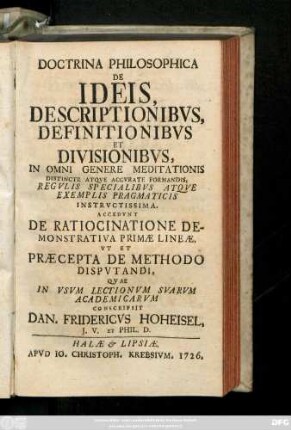 DOCTRINA PHILOSOPHICA
DE
IDEIS,
DESCRIPTIONIBVS,
DEFINITIONIBVS
ET
DIVISIONIBVS,
IN OMNI GENERE MEDITATIONIS
DISTINCTE ATQVE ACCVRATE FORMANDIS,
REGVLIS SPECIALIBVS ATQVE
EXEMPLIS PRAGMATICIS
INSTRVCTISSIMA.
ACCEDVNT
DE RATIOCINATIONE DE-
MONSTRATIVA PRIMÆ LINEÆ,
VT ET
PRÆCEPTA DE METHODO
DISPVTANDI,
QVÆ
IN VSVM LECTIONVM SVARVM
ACADEMICARVM
CONSCRIPSIT
DAN. FRIDERICVS HOHEISEL,
J. V. ET PHIL. D.
HALÆ & LIPSIÆ,
APVD IO. CHRISTOPH. KREBSIVM, 1726.